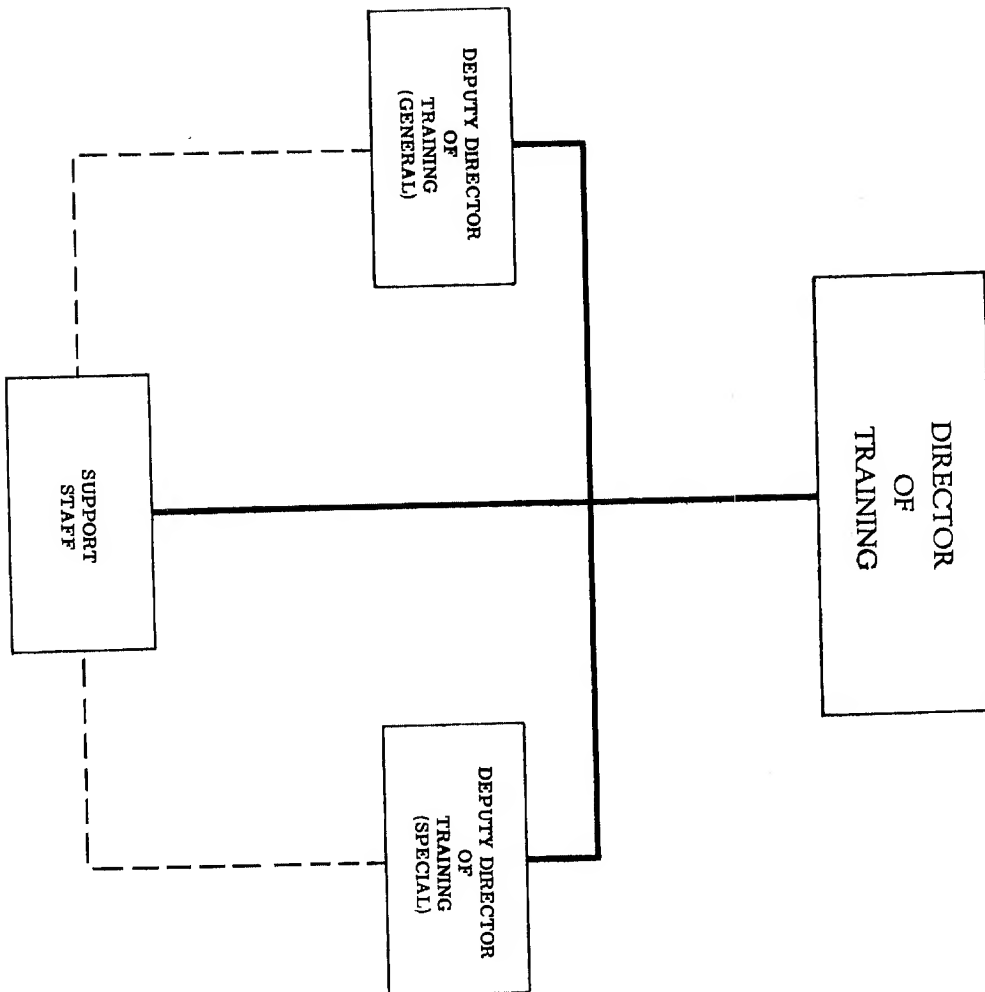 DIRECTOR
OF
TRAINING
DEPUTY DIRECTOR
OF
TRAINING
(GENERAL)
DEPUTY DIRECTOR
OF
TRAINING
(SPECIAL)
SUPPORT
STAFF